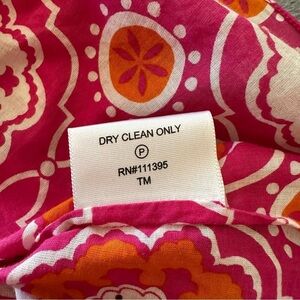 DRY CLEAN ONLY
Ⓟ
RN#111395
TM